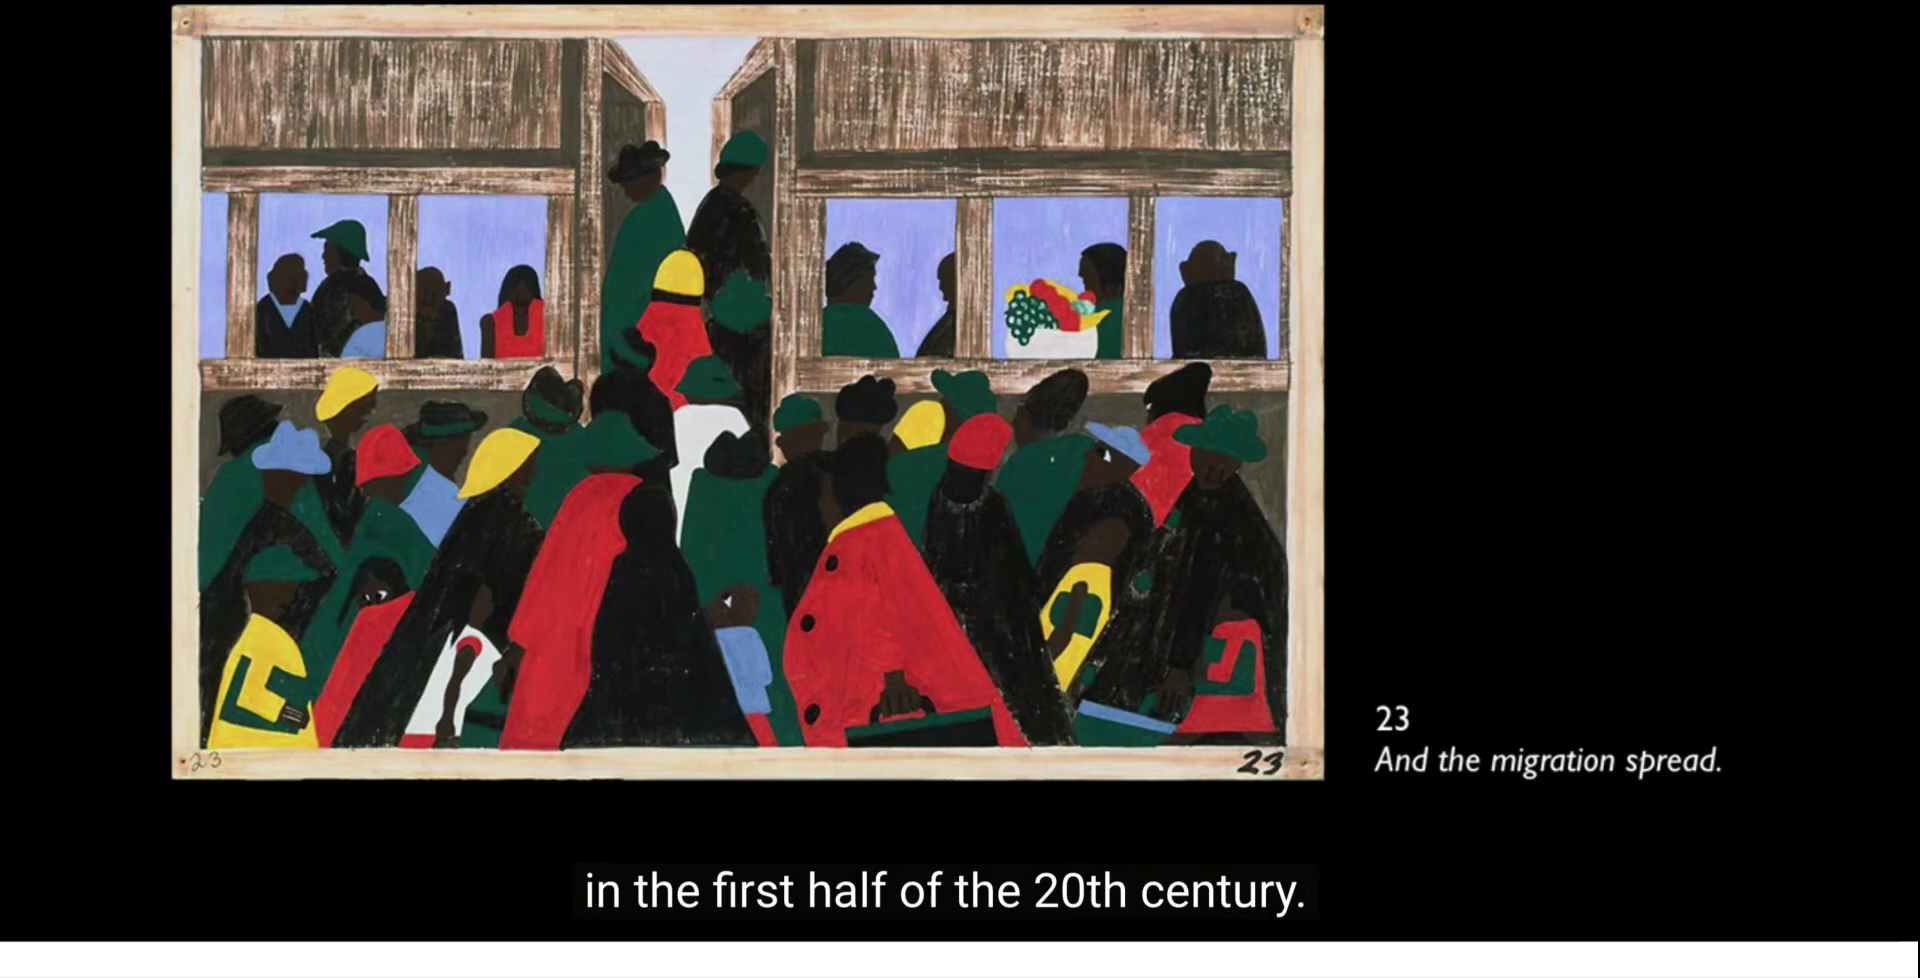 23
23
23
And the migration spread.
in the first half of the 20th century.